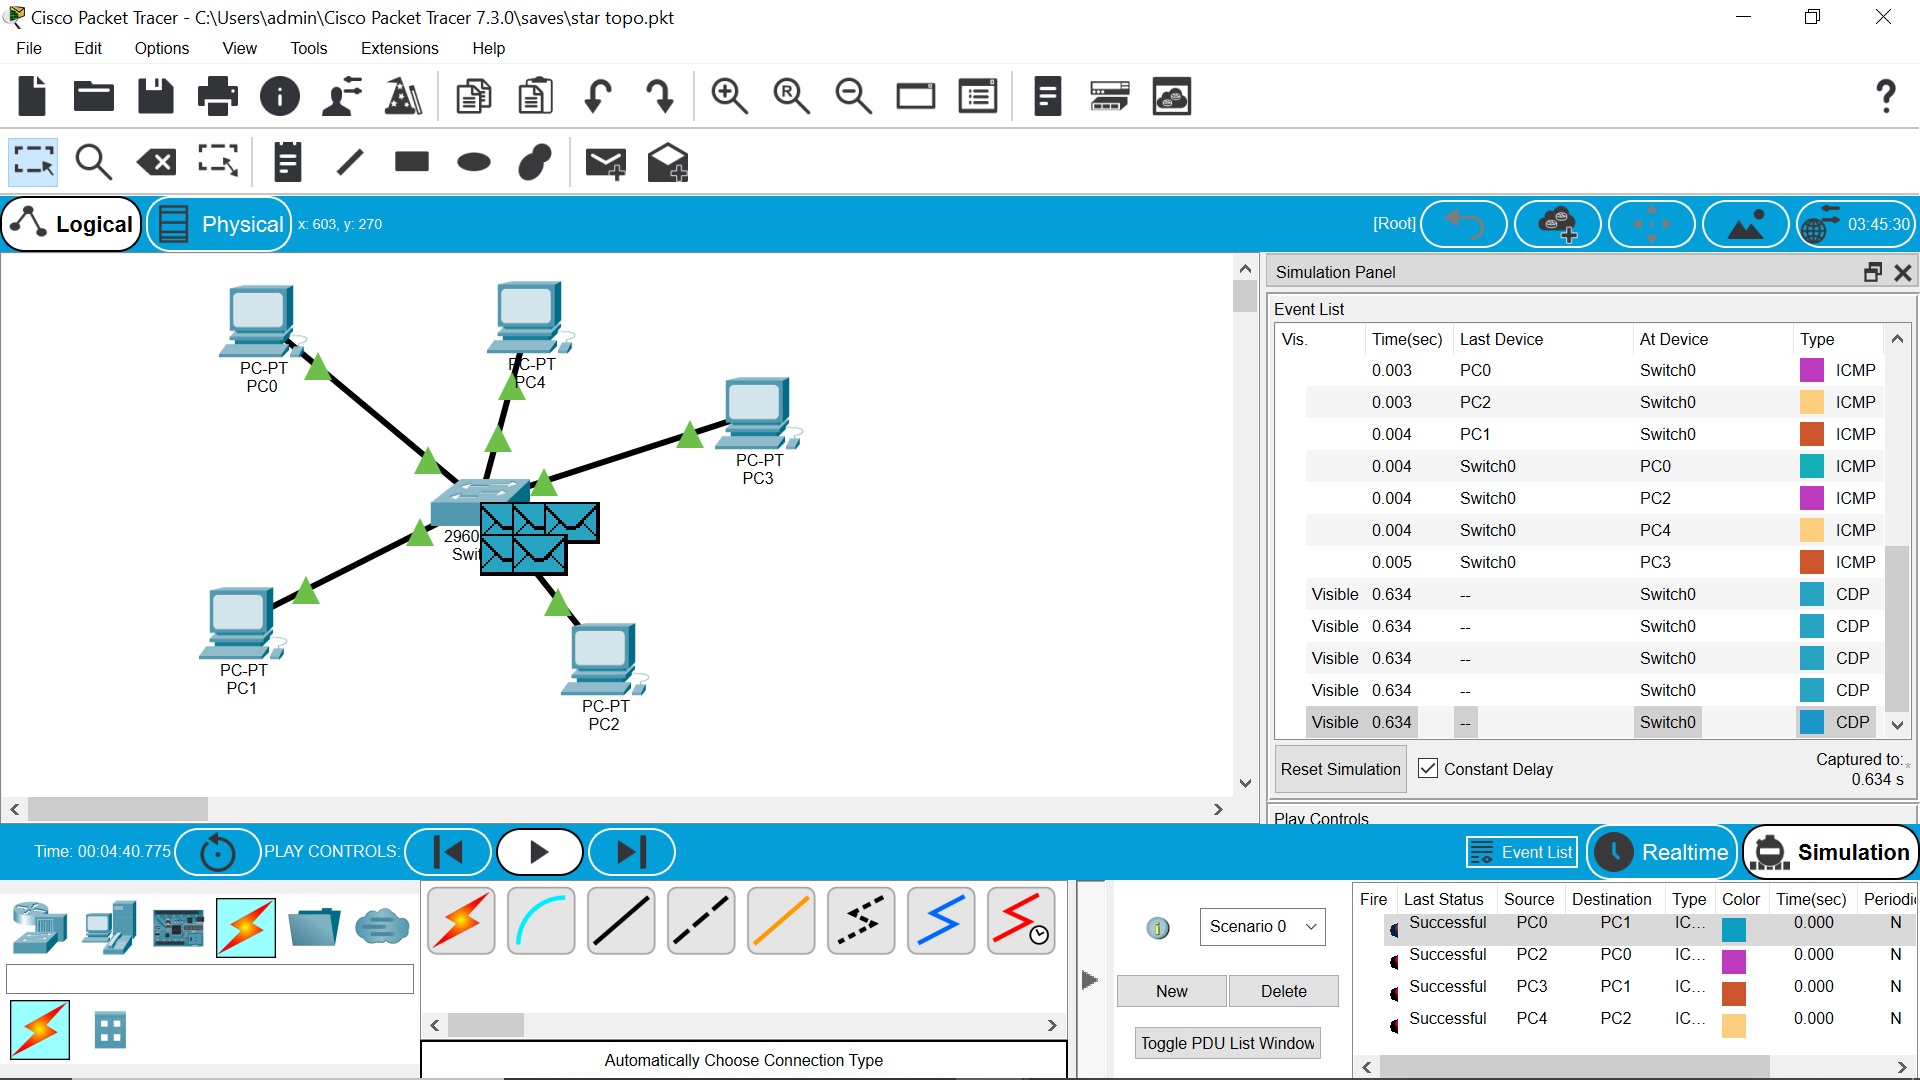 Cisco Packet Tracer - C:\Users\admin\Cisco Packet Tracer 7.3.0\saves\star topo.pkt
File Edit Options View Tools Extensions Help
Logical Physical x: 603, y: 270 [Root] 03:45:30
Simulation Panel
Event List
Vis. Time(sec) Last Device At Device Type
0.003 PC0 Switch0 ICMP
0.003 PC2 Switch0 ICMP
0.004 PC1 Switch0 ICMP
0.004 Switch0 PC0 ICMP
0.004 Switch0 PC2 ICMP
0.004 Switch0 PC4 ICMP
0.005 Switch0 PC3 ICMP
Visible 0.634 -- Switch0 CDP
Visible 0.634 -- Switch0 CDP
Visible 0.634 -- Switch0 CDP
Visible 0.634 -- Switch0 CDP
Visible 0.634 -- Switch0 CDP
Reset Simulation Constant Delay Captured to: *
0.634 s
Play Controls
PC-PT
PC0
PC-PT
PC4
PC-PT
PC3
2960
Swit
PC-PT
PC1
PC-PT
PC2
Time: 00:04:40.775 PLAY CONTROLS: Event List Realtime Simulation
Scenario 0
New Delete
Toggle PDU List Window
Automatically Choose Connection Type
Fire Last Status Source Destination Type Color Time(sec) Periodi
Successful PC0 PC1 IC... 0.000 N
Successful PC2 PC0 IC... 0.000 N
Successful PC3 PC1 IC... 0.000 N
Successful PC4 PC2 IC... 0.000 N